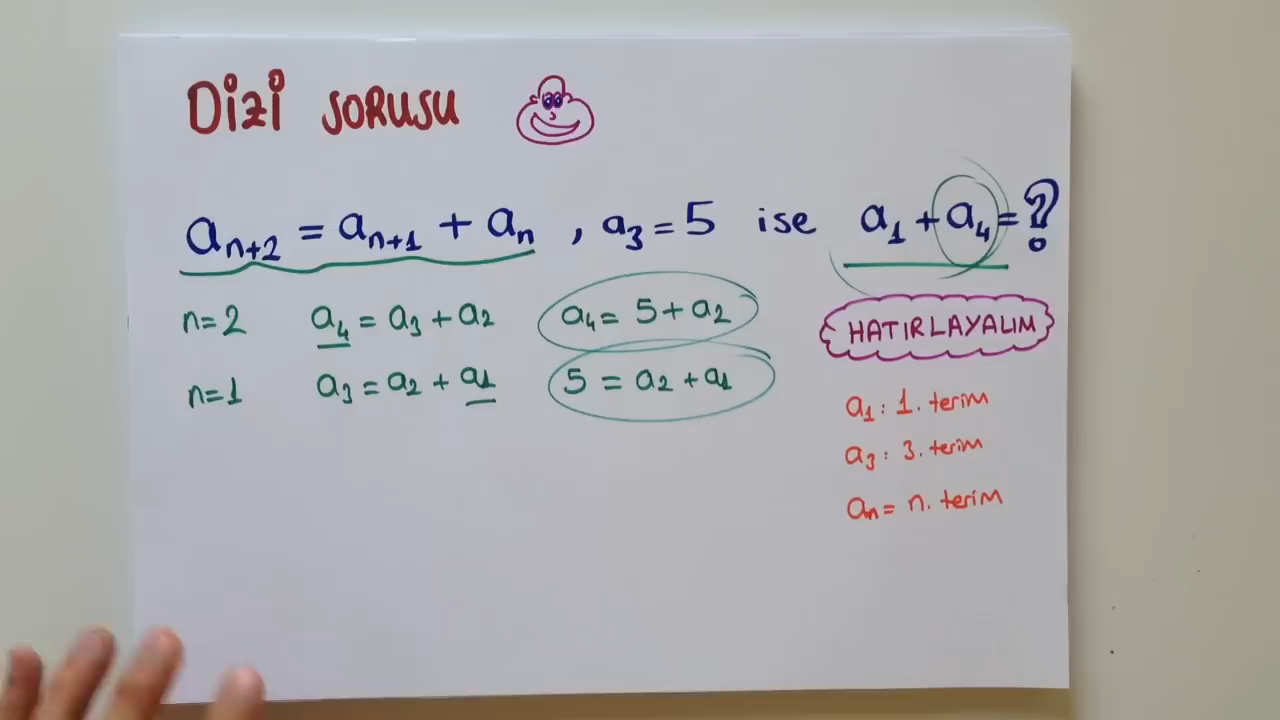 Dizi SORUSU
aₙ₊₂ = aₙ₊₁ + aₙ , a₃ = 5 ise a₁ + a₄ = ?
n=2 a₄ = a₃ + a₂ a₄ = 5 + a₂
n=1 a₃ = a₂ + a₁ 5 = a₂ + a₁
HATIRLAYALIM
a₁ : 1. terim
a₃ : 3. terim
aₙ = n. terim